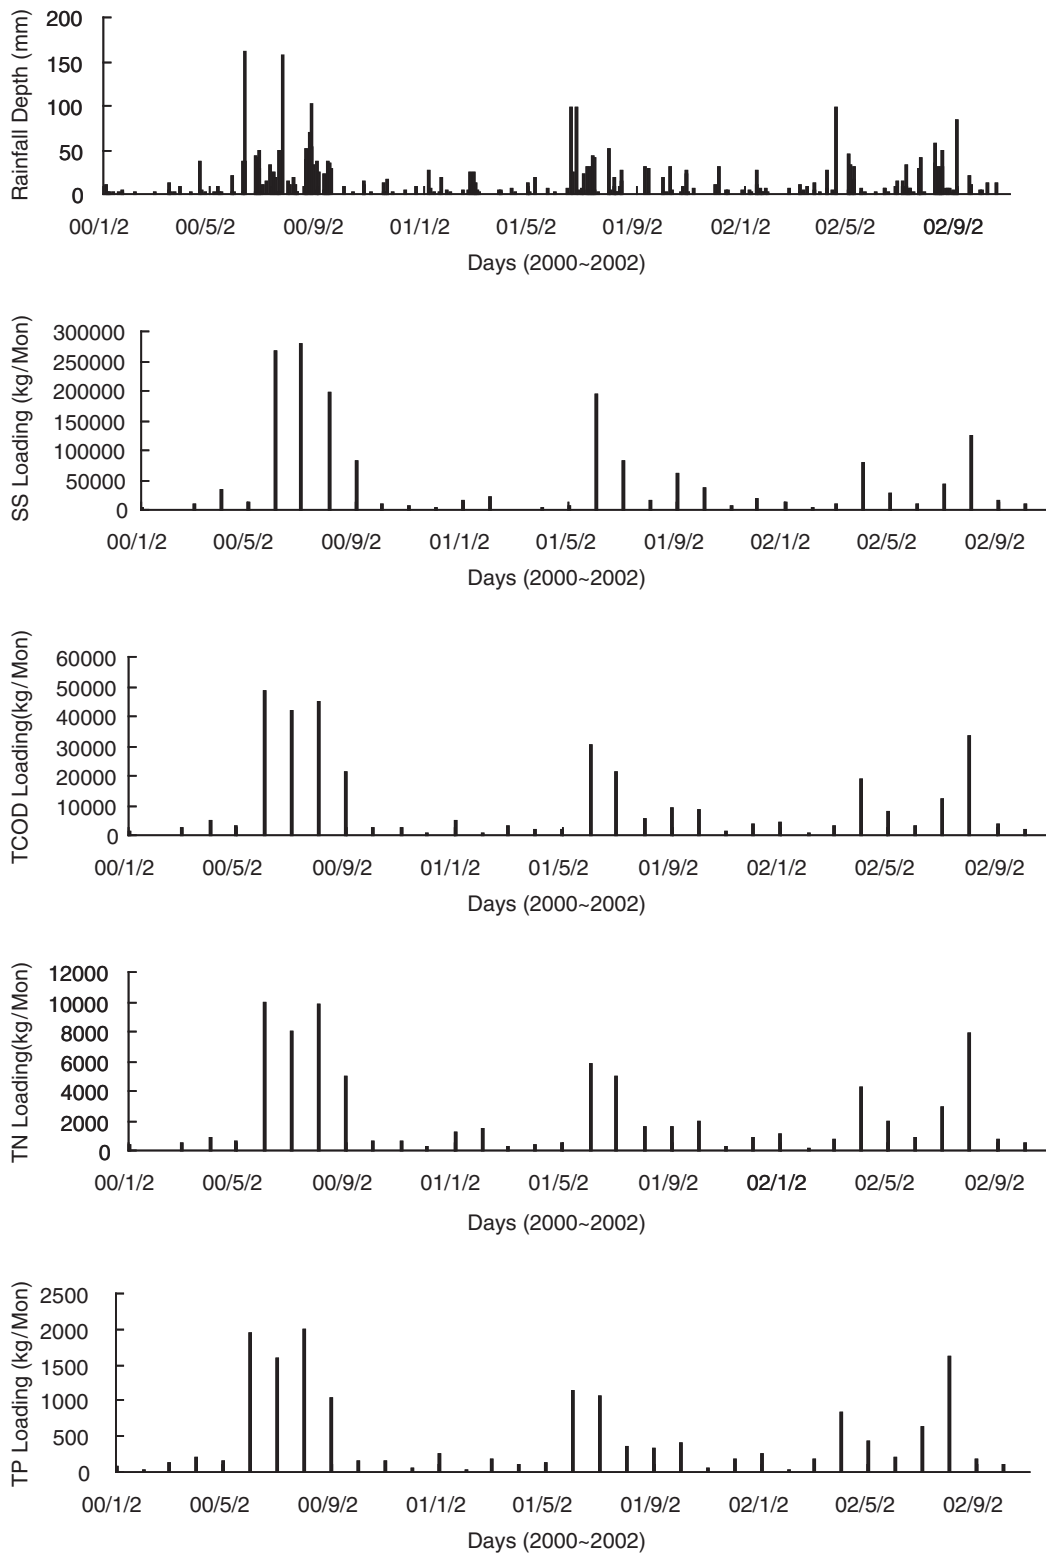 Rainfall Depth (mm)
200
150
100
50
0
00/1/2 00/5/2 00/9/2 01/1/2 01/5/2 01/9/2 02/1/2 02/5/2 02/9/2
Days (2000~2002)
SS Loading (kg/Mon)
300000
250000
200000
150000
100000
50000
0
00/1/2 00/5/2 00/9/2 01/1/2 01/5/2 01/9/2 02/1/2 02/5/2 02/9/2
Days (2000~2002)
TCOD Loading(kg/Mon)
60000
50000
40000
30000
20000
10000
0
00/1/2 00/5/2 00/9/2 01/1/2 01/5/2 01/9/2 02/1/2 02/5/2 02/9/2
Days (2000~2002)
TN Loading(kg/Mon)
12000
10000
8000
6000
4000
2000
0
00/1/2 00/5/2 00/9/2 01/1/2 01/5/2 01/9/2 02/1/2 02/5/2 02/9/2
Days (2000~2002)
TP Loading (kg/Mon)
2500
2000
1500
1000
500
0
00/1/2 00/5/2 00/9/2 01/1/2 01/5/2 01/9/2 02/1/2 02/5/2 02/9/2
Days (2000~2002)